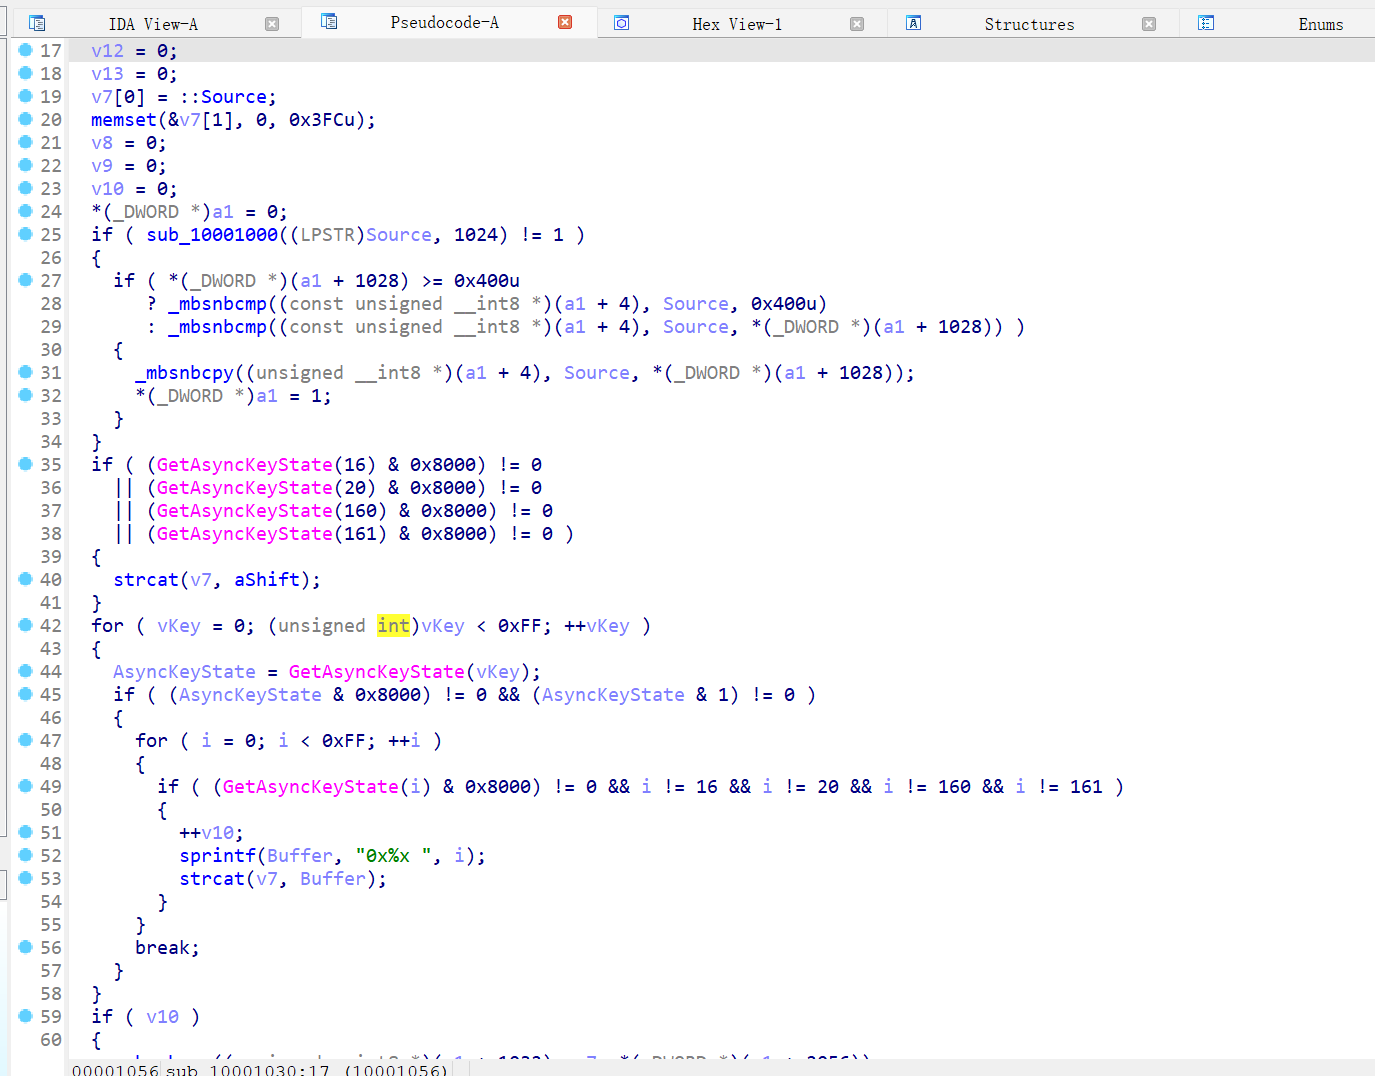 IDA View-A Pseudocode-A Hex View-1 Structures Enums
17 v12 = 0;
18 v13 = 0;
19 v7[0] = ::Source;
20 memset(&v7[1], 0, 0x3FCu);
21 v8 = 0;
22 v9 = 0;
23 v10 = 0;
24 *(_DWORD *)a1 = 0;
25 if ( sub_10001000((LPSTR)Source, 1024) != 1 )
26 {
27 if ( *(_DWORD *)(a1 + 1028) >= 0x400u
28 ? _mbsnbcmp((const unsigned __int8 *)(a1 + 4), Source, 0x400u)
29 : _mbsnbcmp((const unsigned __int8 *)(a1 + 4), Source, *(_DWORD *)(a1 + 1028)) )
30 {
31 _mbsnbcpy((unsigned __int8 *)(a1 + 4), Source, *(_DWORD *)(a1 + 1028));
32 *(_DWORD *)a1 = 1;
33 }
34 }
35 if ( (GetAsyncKeyState(16) & 0x8000) != 0
36 || (GetAsyncKeyState(20) & 0x8000) != 0
37 || (GetAsyncKeyState(160) & 0x8000) != 0
38 || (GetAsyncKeyState(161) & 0x8000) != 0 )
39 {
40 strcat(v7, aShift);
41 }
42 for ( vKey = 0; (unsigned int)vKey < 0xFF; ++vKey )
43 {
44 AsyncKeyState = GetAsyncKeyState(vKey);
45 if ( (AsyncKeyState & 0x8000) != 0 && (AsyncKeyState & 1) != 0 )
46 {
47 for ( i = 0; i < 0xFF; ++i )
48 {
49 if ( (GetAsyncKeyState(i) & 0x8000) != 0 && i != 16 && i != 20 && i != 160 && i != 161 )
50 {
51 ++v10;
52 sprintf(Buffer, "0x%x ", i);
53 strcat(v7, Buffer);
54 }
55 }
56 break;
57 }
58 }
59 if ( v10 )
60 {
00001056 sub_10001030:17 (10001056)